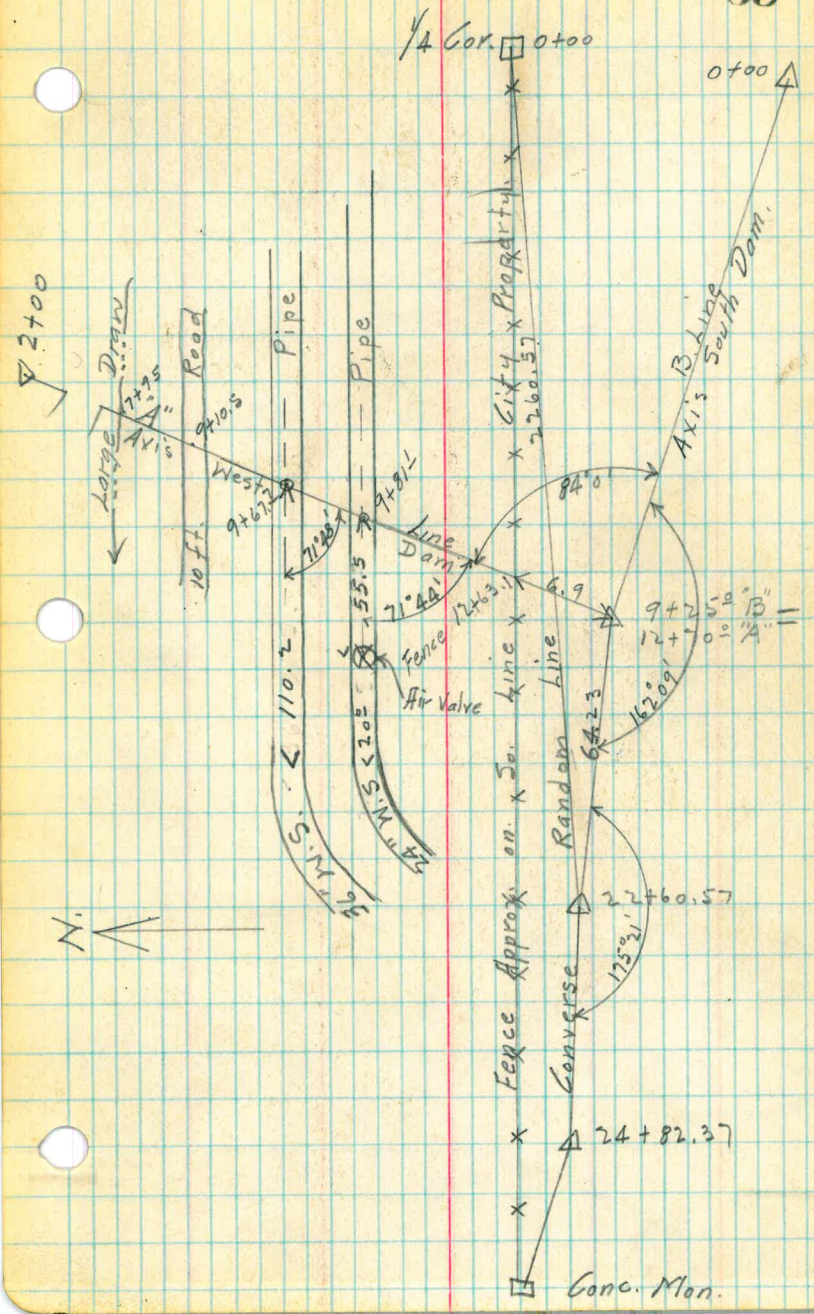 1/4 Cor. 0+00
0+00
2+00
Large Draw
7+95
"A"
Axis
Road
9+10.5
10 ft.
West
Pipe
Pipe
9+67.2
9+81±
71°48'
Line
Dam
71°44'
55.5
110.2
Fence 12+63.1
6.9
Air Valve
< 20°
24" W.S.
36" W.S.
City Property
2260.57
84°0'
B. Line
Axis South Dam.
9+25° "B" =
12+70° "A"
64.23
162°09'
Fence Approx. on So. Line
Random Line
22+60.57
175°21'
Converse
N.
24+82.37
Conc. Mon.